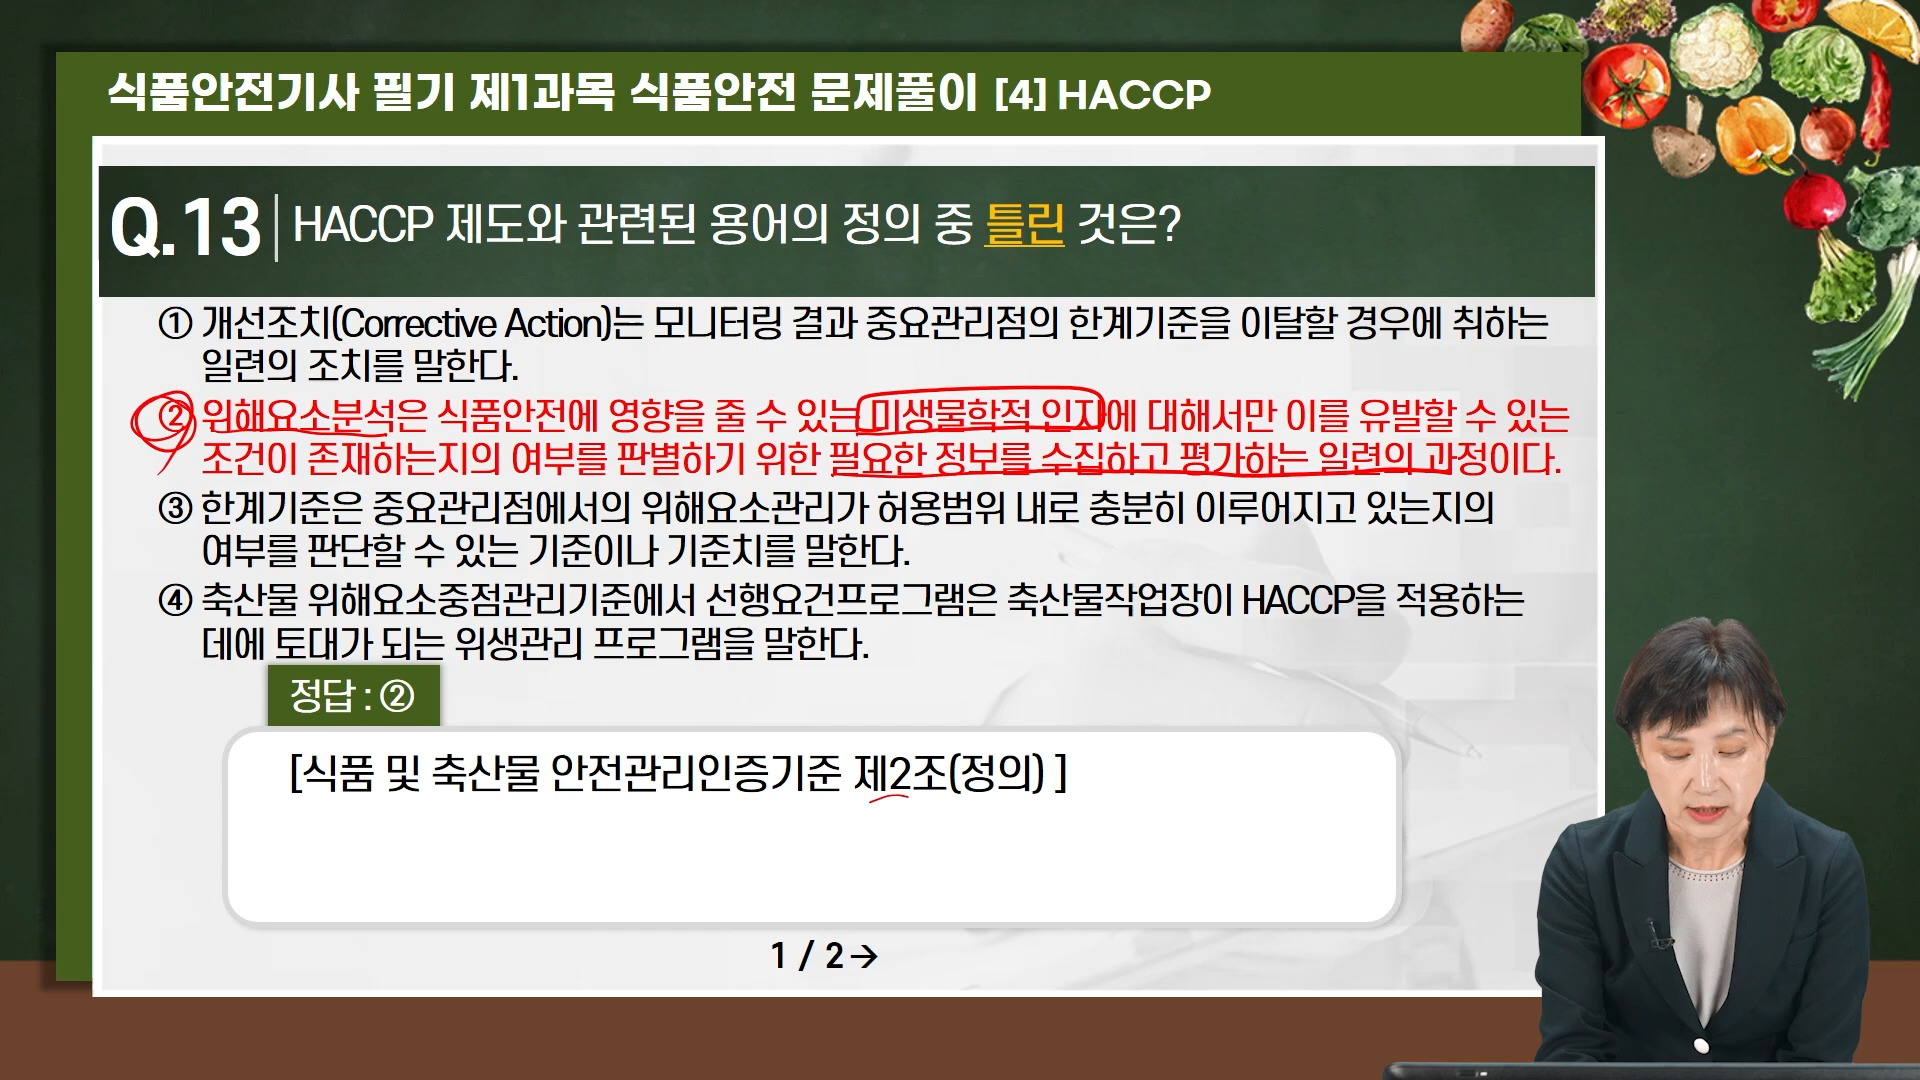 식품안전기사 필기 제1과목 식품안전 문제풀이 [4] HACCP
Q.13 HACCP 제도와 관련된 용어의 정의 중 틀린 것은?
① 개선조치(Corrective Action)는 모니터링 결과 중요관리점의 한계기준을 이탈할 경우에 취하는
일련의 조치를 말한다.
② 위해요소분석은 식품안전에 영향을 줄 수 있는 미생물학적 인자에 대해서만 이를 유발할 수 있는
조건이 존재하는지의 여부를 판별하기 위한 필요한 정보를 수집하고 평가하는 일련의 과정이다.
③ 한계기준은 중요관리점에서의 위해요소관리가 허용범위 내로 충분히 이루어지고 있는지의
여부를 판단할 수 있는 기준이나 기준치를 말한다.
④ 축산물 위해요소중점관리기준에서 선행요건프로그램은 축산물작업장이 HACCP을 적용하는
데에 토대가 되는 위생관리 프로그램을 말한다.
정답 : ②
[식품 및 축산물 안전관리인증기준 제2조(정의) ]
1 / 2→